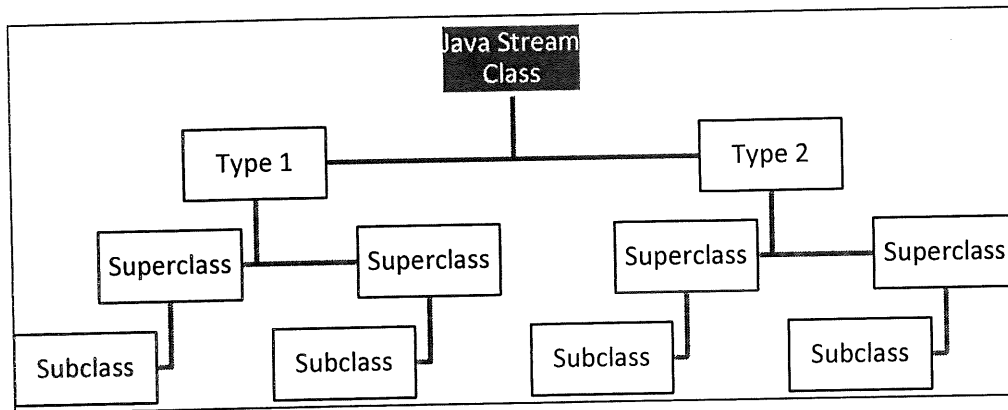 Java Stream
Class
Type 1
Type 2
Superclass
Superclass
Superclass
Superclass
Subclass
Subclass
Subclass
Subclass